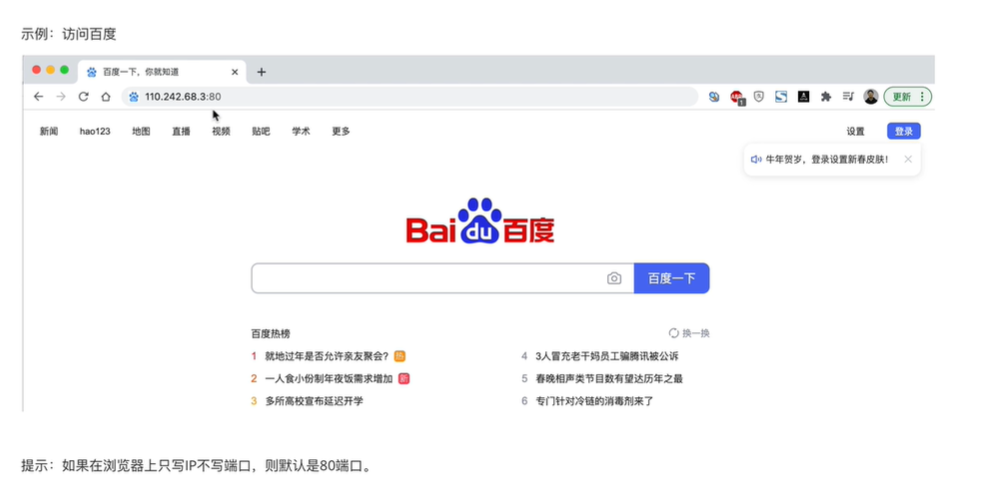 示例：访问百度
百度一下，你就知道
110.242.68.3:80
更新
新闻 hao123 地图 直播 视频 贴吧 学术 更多 设置 登录
牛年贺岁，登录设置新春皮肤！
Bai du 百度
百度一下
百度热榜 换一换
1 就地过年是否允许亲友聚会? 热
4 3人冒充老干妈员工骗腾讯被公诉
2 一人食小份制年夜饭需求增加 新
5 春晚相声类节目数有望达历年之最
3 多所高校宣布延迟开学
6 专门针对冷链的消毒剂来了
提示：如果在浏览器上只写IP不写端口，则默认是80端口。